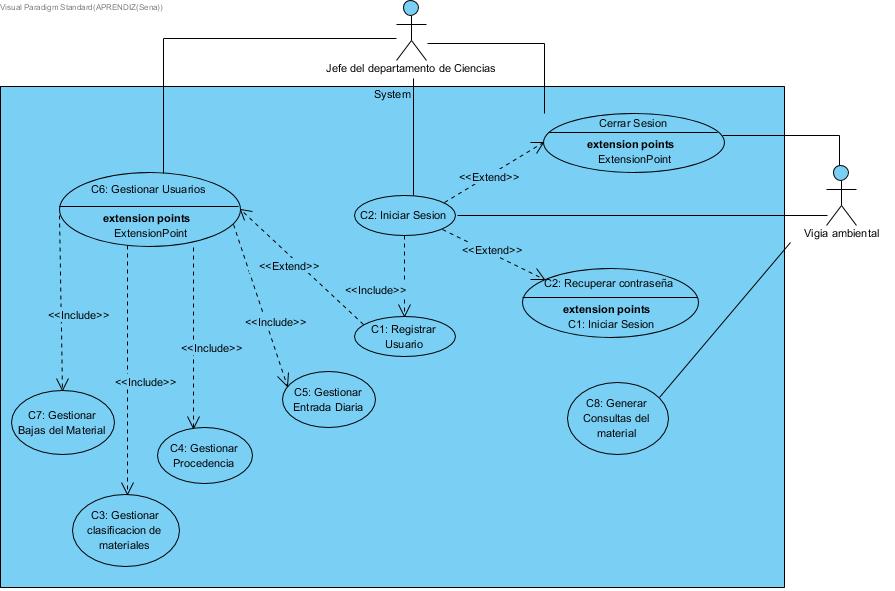 Visual Paradigm Standard(APRENDIZ(Sena))
Jefe del departamento de Ciencias
System
Cerrar Sesion
extension points
ExtensionPoint
<<Extend>>
C6: Gestionar Usuarios
extension points
ExtensionPoint
C2: Iniciar Sesion
Vigia ambiental
<<Extend>>
<<Extend>>
C2: Recuperar contraseña
extension points
C1: Iniciar Sesion
<<Include>>
<<Include>>
<<Include>>
C1: Registrar
Usuario
<<Include>>
<<Include>>
C5: Gestionar
Entrada Diaria
C8: Generar
Consultas del
material
C7: Gestionar
Bajas del Material
C4: Gestionar
Procedencia
C3: Gestionar
clasificacion de
materiales